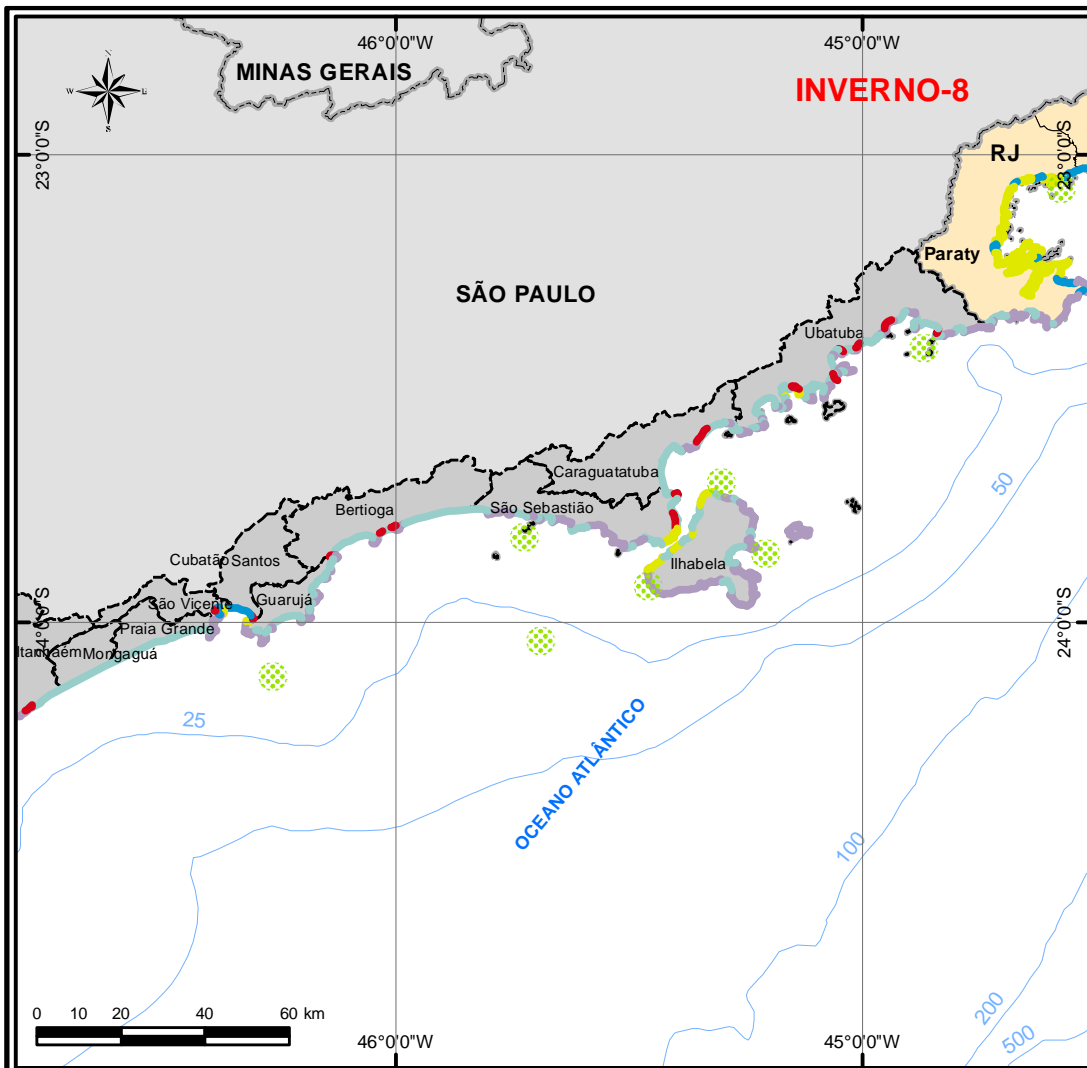 46°0'0"W
45°0'0"W
MINAS GERAIS
INVERNO-8
N
W
E
S
23°0'0"S
23°0'0"S
RJ
Paraty
SÃO PAULO
Ubatuba
Caraguatatuba
São Sebastião
Bertioga
Cubatão
Santos
Ilhabela
São Vicente
Guarujá
Praia Grande
Itanhaém
Mongaguá
24°0'0"S
50
25
OCEANO ATLÂNTICO
100
200
500
0 10 20 40 60 km
46°0'0"W
45°0'0"W